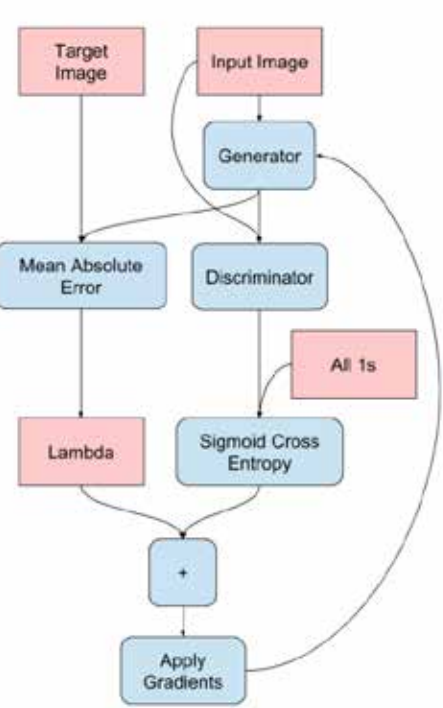 Target
Image
Input Image
Generator
Mean Absolute
Error
Discriminator
All 1s
Lambda
Sigmoid Cross
Entropy
+
Apply
Gradients